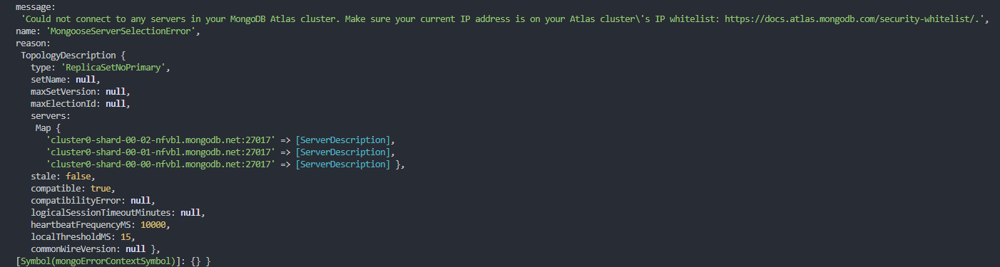 message:
'Could not connect to any servers in your MongoDB Atlas cluster. Make sure your current IP address is on your Atlas cluster\'s IP whitelist: https://docs.atlas.mongodb.com/security-whitelist/.',
name: 'MongooseServerSelectionError',
reason:
TopologyDescription {
type: 'ReplicaSetNoPrimary',
setName: null,
maxSetVersion: null,
maxElectionId: null,
servers:
Map {
'cluster0-shard-00-02-nfvbl.mongodb.net:27017' => [ServerDescription],
'cluster0-shard-00-01-nfvbl.mongodb.net:27017' => [ServerDescription],
'cluster0-shard-00-00-nfvbl.mongodb.net:27017' => [ServerDescription] },
stale: false,
compatible: true,
compatibilityError: null,
logicalSessionTimeoutMinutes: null,
heartbeatFrequencyMS: 10000,
localThresholdMS: 15,
commonWireVersion: null },
[Symbol(mongoErrorContextSymbol)]: {} }